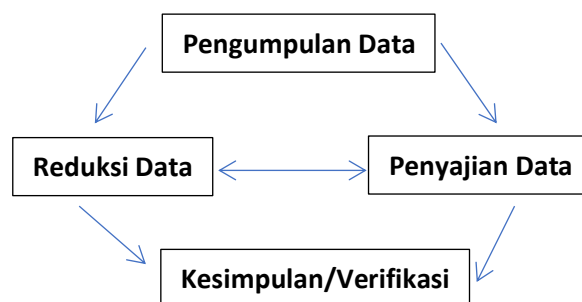 Pengumpulan Data
Reduksi Data
Penyajian Data
Kesimpulan/Verifikasi